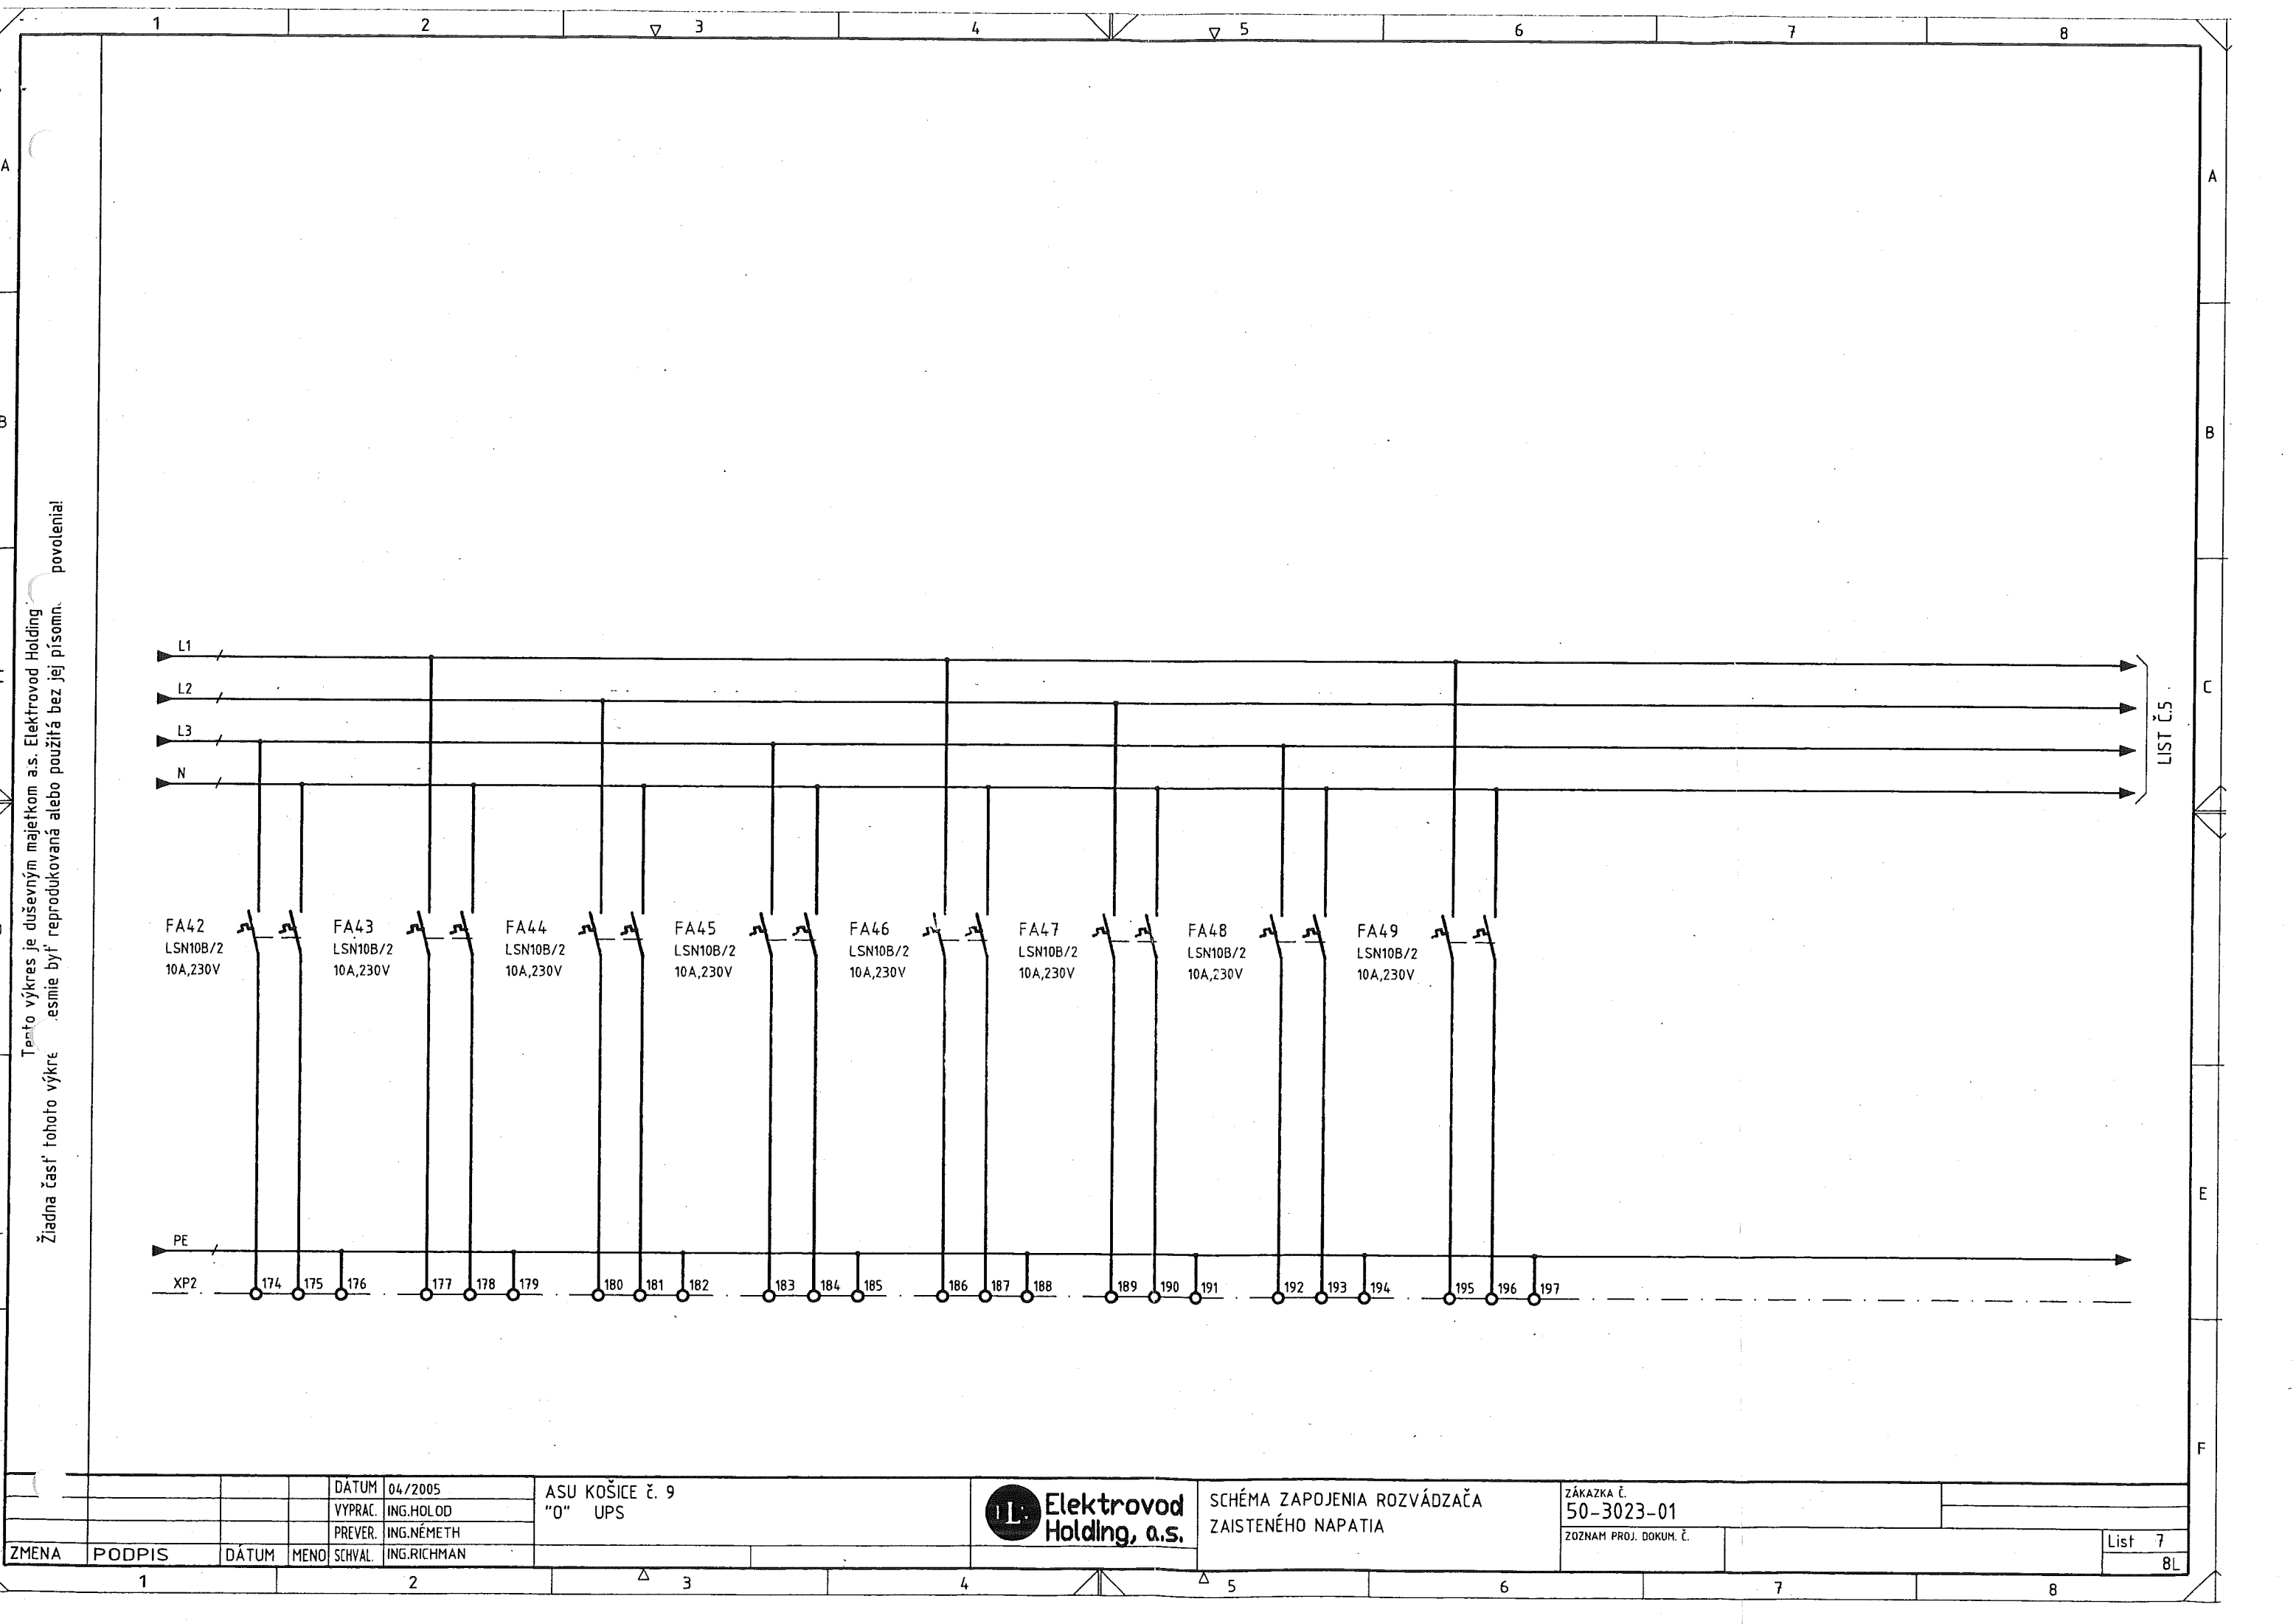 1 2 3 4 5 6 7 8
A
A
B
B
C
E
E
F
Tento výkres je duševným majetkom a.s. Elektrovod Holding
Žiadna časť tohoto výkre esmie byť reprodukovaná alebo použitá bez jej písomn. povolenia!
L1
L2
L3
N
LIST Č.5
FA42
LSN10B/2
10A,230V
FA43
LSN10B/2
10A,230V
FA44
LSN10B/2
10A,230V
FA45
LSN10B/2
10A,230V
FA46
LSN10B/2
10A,230V
FA47
LSN10B/2
10A,230V
FA48
LSN10B/2
10A,230V
FA49
LSN10B/2
10A,230V
PE
XP2 174 175 176 177 178 179 180 181 182 183 184 185 186 187 188 189 190 191 192 193 194 195 196 197
DÁTUM 04/2005
VYPRAC. ING.HOLOD
PREVER. ING.NÉMETH
ZMENA PODPIS DÁTUM MENO SCHVAL. ING.RICHMAN
ASU KOŠICE č. 9
"0" UPS
Elektrovod
Holding, a.s.
SCHÉMA ZAPOJENIA ROZVÁDZAČA
ZAISTENÉHO NAPATIA
ZÁKAZKA Č.
50-3023-01
ZOZNAM PROJ. DOKUM. Č.
List 7
8L
1 2 3 4 5 6 7 8